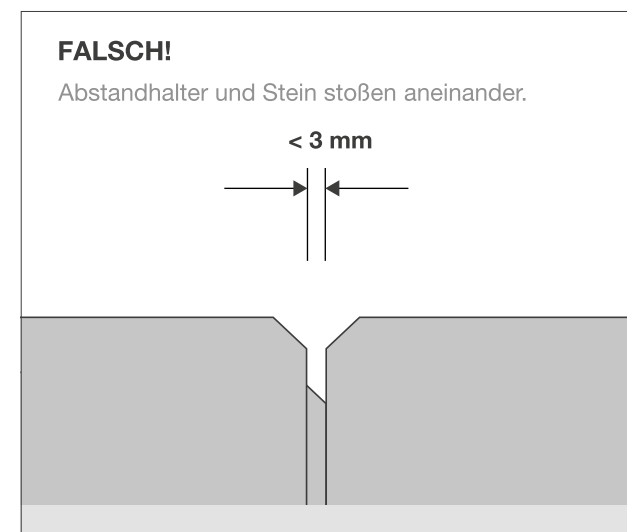 FALSCH!
Abstandhalter und Stein stoßen aneinander.
< 3 mm